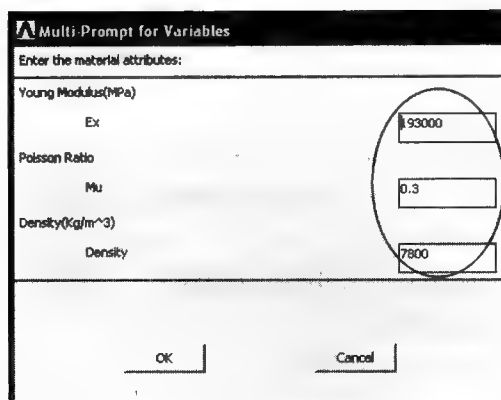 Multi-Prompt for Variables
Enter the material attributes:
Young Modulus(MPa)
Ex 193000
Poisson Ratio
Mu 0.3
Density(Kg/m^3)
Density 7800
OK Cancel